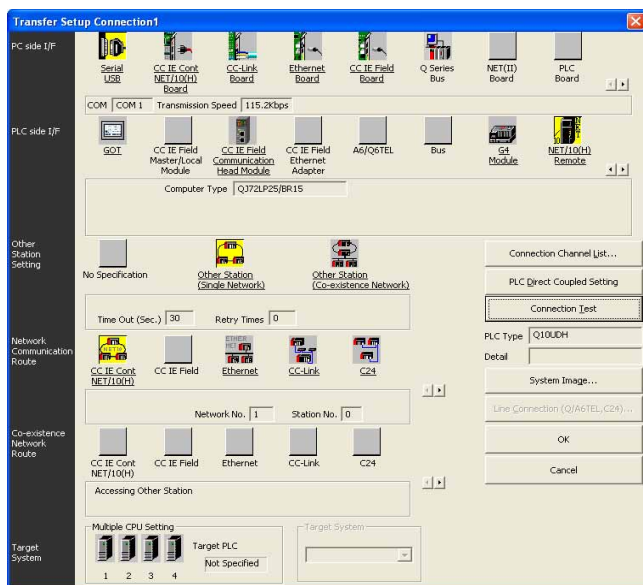 Transfer Setup Connection1
PC side I/F
Serial USB
CC IE Cont NET/10(H) Board
CC-Link Board
Ethernet Board
CC IE Field Board
Q Series Bus
NET(II) Board
PLC Board
COM COM 1 Transmission Speed 115.2Kbps
PLC side I/F
GOT
CC IE Field Master/Local Module
CC IE Field Communication Head Module
CC IE Field Ethernet Adapter
A6/Q6TEL
Bus
G4 Module
NET/10(H) Remote
Computer Type QJ72LP25/BR15
Other Station Setting
No Specification
Other Station (Single Network)
Other Station (Co-existence Network)
Time Out (Sec.) 30 Retry Times 0
Connection Channel List...
PLC Direct Coupled Setting
Connection Test
PLC Type Q10UDH
Detail
System Image...
Line Connection (Q/A6TEL,C24)...
OK
Cancel
Network Communication Route
CC IE Cont NET/10(H)
CC IE Field
Ethernet
CC-Link
C24
Network No. 1 Station No. 0
Co-existence Network Route
CC IE Cont NET/10(H)
CC IE Field
Ethernet
CC-Link
C24
Accessing Other Station
Target System
Multiple CPU Setting
1 2 3 4
Target PLC
Not Specified
Target System